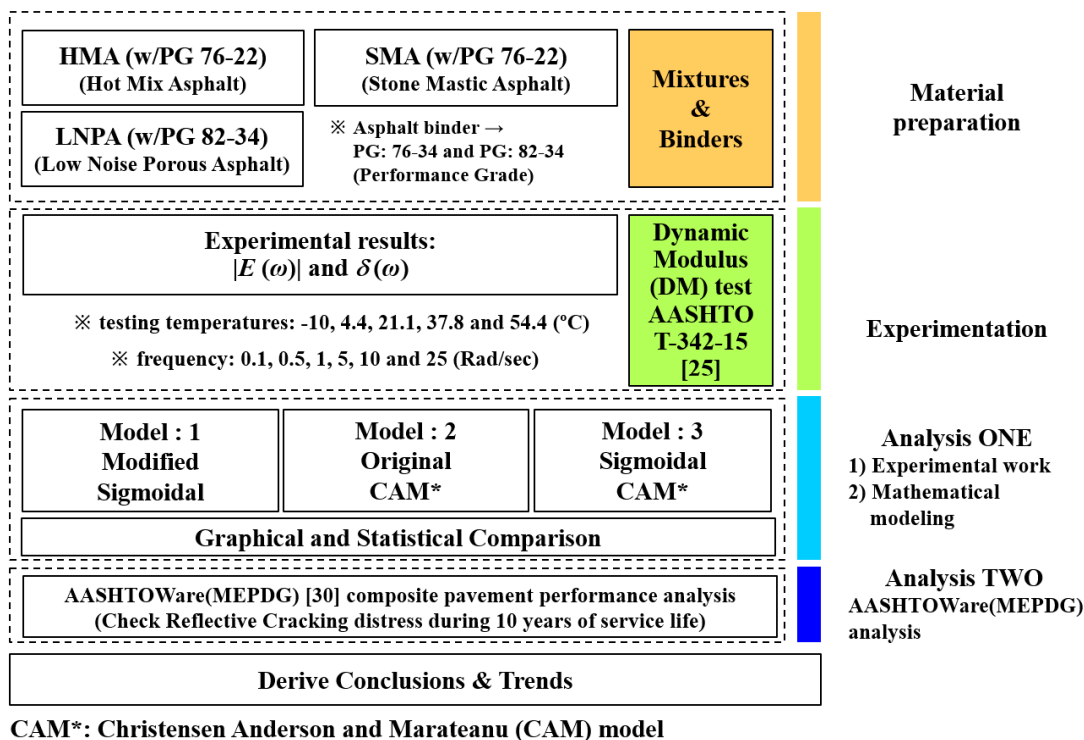 HMA (w/PG 76-22)
(Hot Mix Asphalt)
SMA (w/PG 76-22)
(Stone Mastic Asphalt)
LNPA (w/PG 82-34)
(Low Noise Porous Asphalt)
※ Asphalt binder →
PG: 76-34 and PG: 82-34
(Performance Grade)
Mixtures
&
Binders
Material
preparation
Experimental results:
|E (ω)| and δ(ω)
※ testing temperatures: -10, 4.4, 21.1, 37.8 and 54.4 (ºC)
※ frequency: 0.1, 0.5, 1, 5, 10 and 25 (Rad/sec)
Dynamic
Modulus
(DM) test
AASHTO
T-342-15
[25]
Experimentation
Model : 1
Modified
Sigmoidal
Model : 2
Original
CAM*
Model : 3
Sigmoidal
CAM*
Graphical and Statistical Comparison
Analysis ONE
1) Experimental work
2) Mathematical
modeling
AASHTOWare(MEPDG) [30] composite pavement performance analysis
(Check Reflective Cracking distress during 10 years of service life)
Analysis TWO
AASHTOWare(MEPDG)
analysis
Derive Conclusions & Trends
CAM*: Christensen Anderson and Marateanu (CAM) model